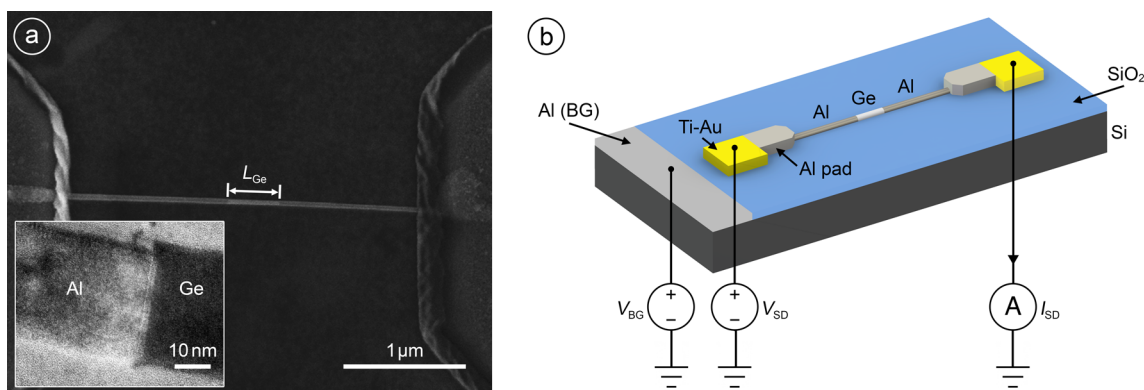 a
L_Ge
Al
Ge
10 nm
1 µm
b
Al (BG)
Ti-Au
Al
Ge
Al
Al pad
SiO₂
Si
V_BG
+
−
V_SD
+
−
A
I_SD